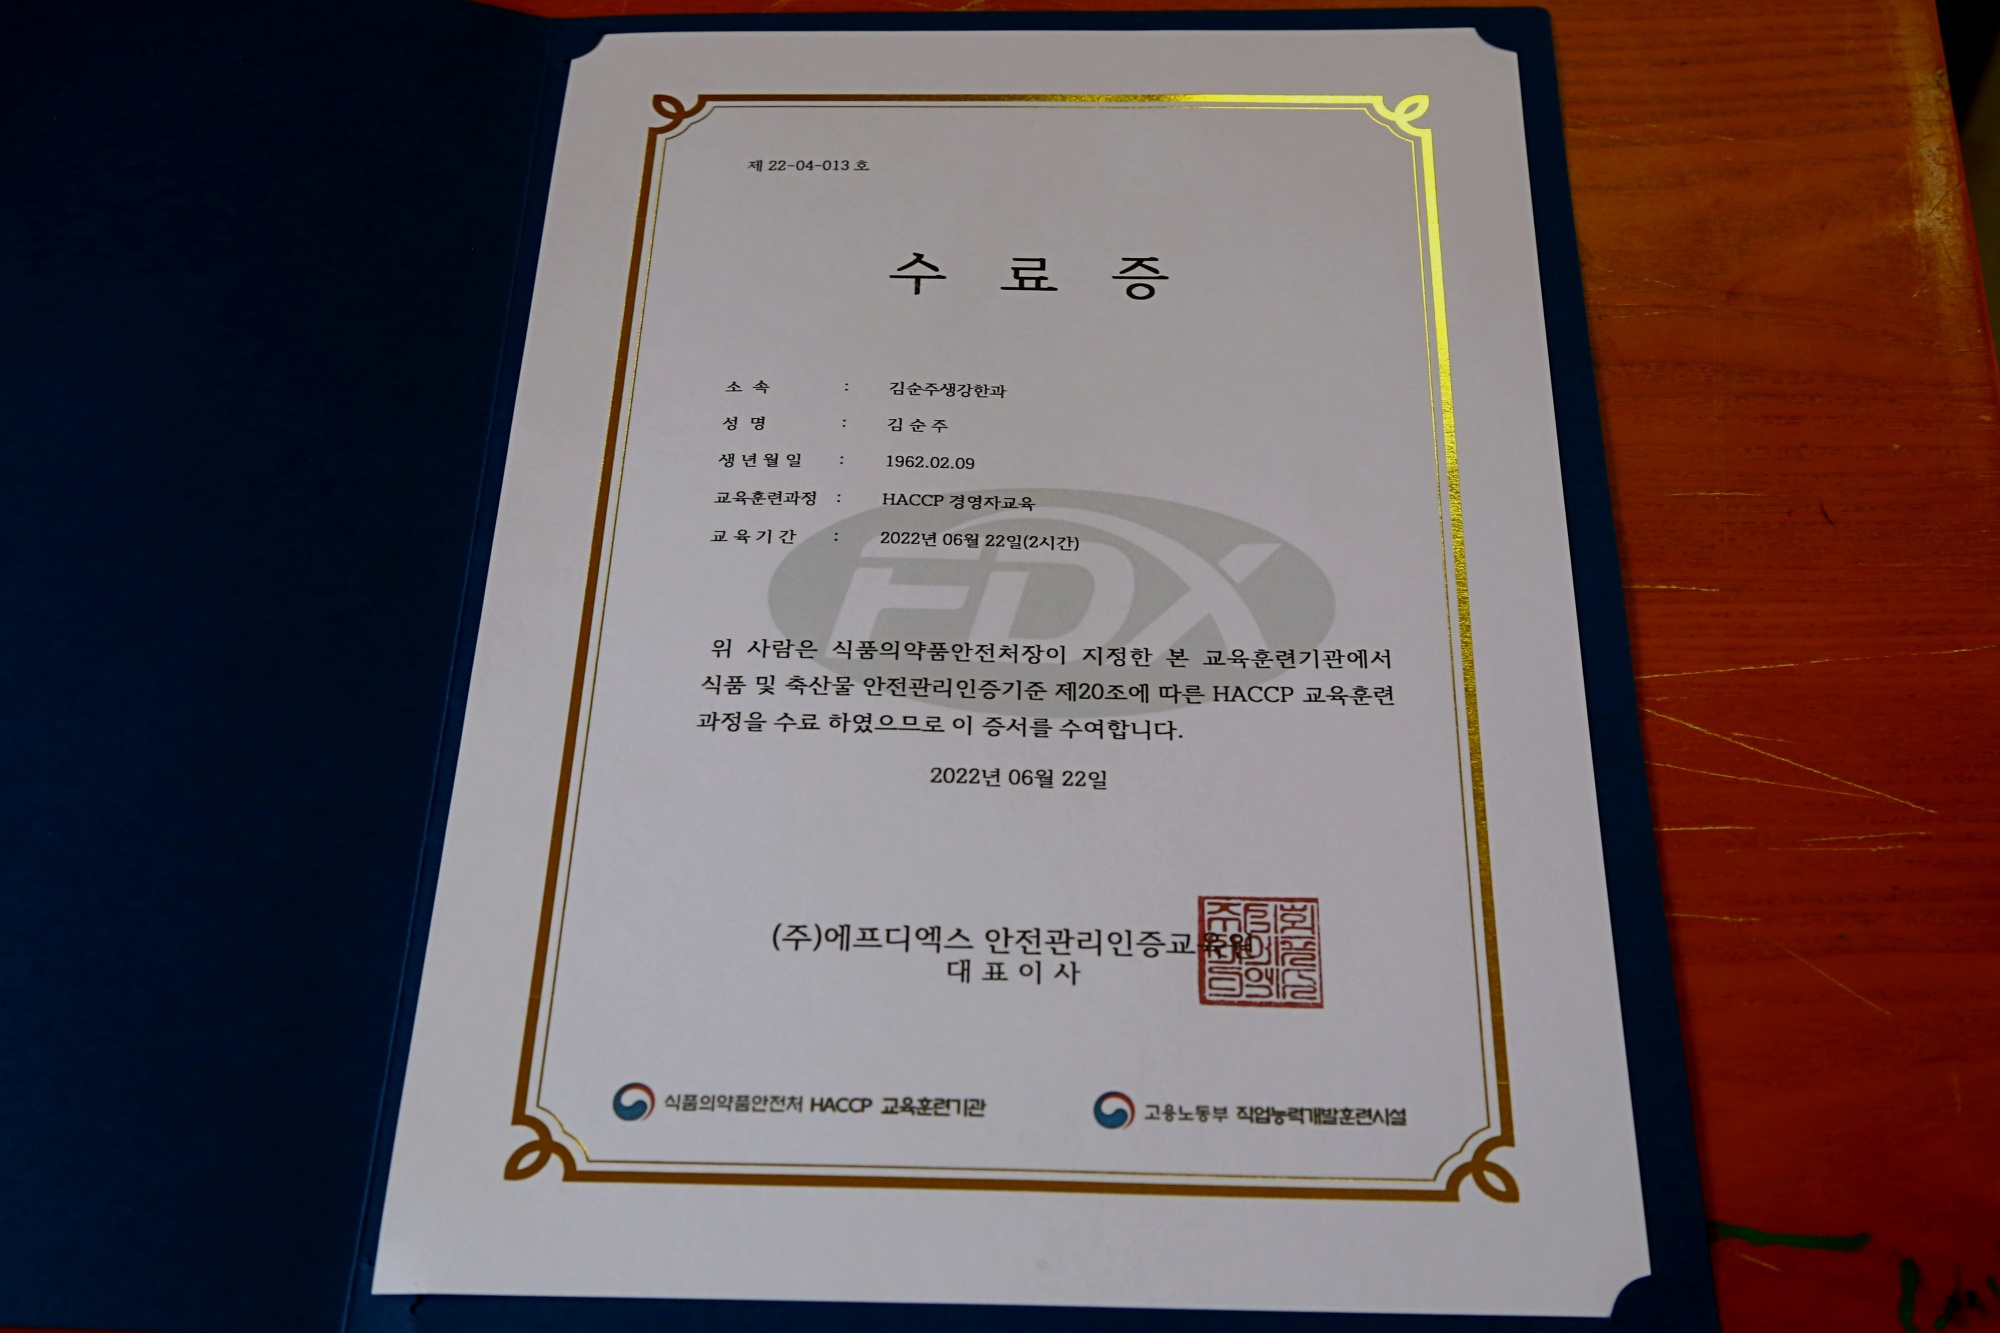 제 22-04-013 호
수 료 증
소 속 : 김순주생강한과
성 명 : 김 순 주
생 년 월 일 : 1962.02.09
교육훈련과정 : HACCP 경영자교육
교 육 기 간 : 2022년 06월 22일(2시간)
FDX
위 사람은 식품의약품안전처장이 지정한 본 교육훈련기관에서
식품 및 축산물 안전관리인증기준 제20조에 따른 HACCP 교육훈련
과정을 수료 하였으므로 이 증서를 수여합니다.
2022년 06월 22일
(주)에프디엑스 안전관리인증교육원
대 표 이 사
식품의약품안전처 HACCP 교육훈련기관
고용노동부 직업능력개발훈련시설